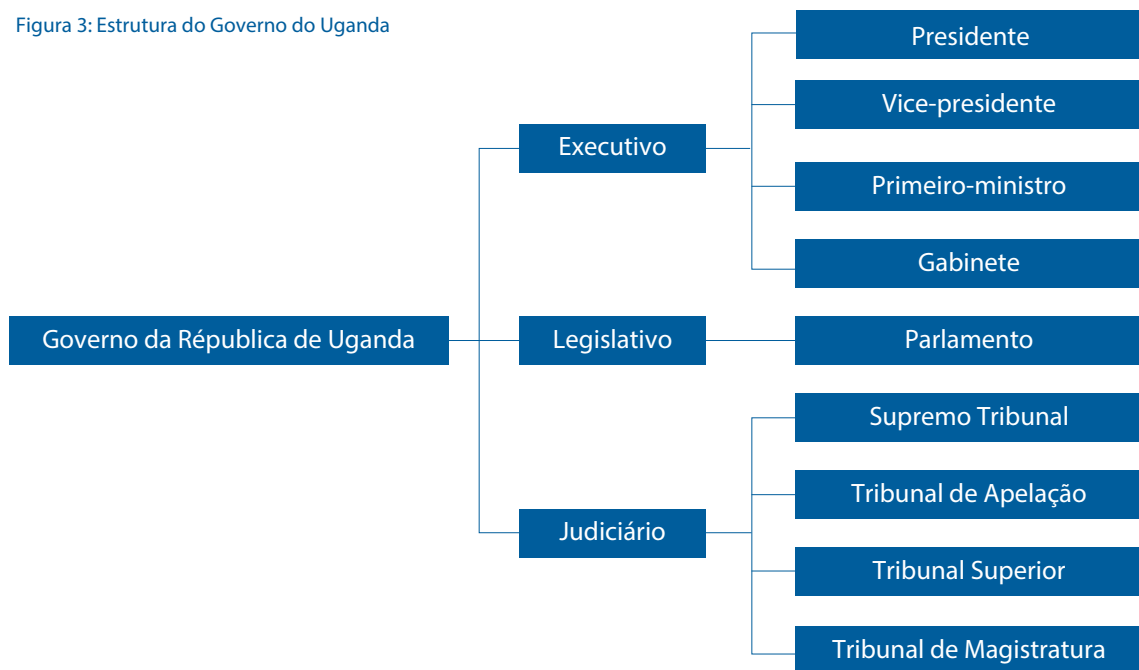 Figura 3: Estrutura do Governo do Uganda
Governo da Républica de Uganda
Executivo
Presidente
Vice-presidente
Primeiro-ministro
Gabinete
Legislativo
Parlamento
Judiciário
Supremo Tribunal
Tribunal de Apelação
Tribunal Superior
Tribunal de Magistratura